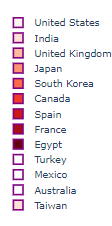 United States
India
United Kingdom
Japan
South Korea
Canada
Spain
France
Egypt
Turkey
Mexico
Australia
Taiwan